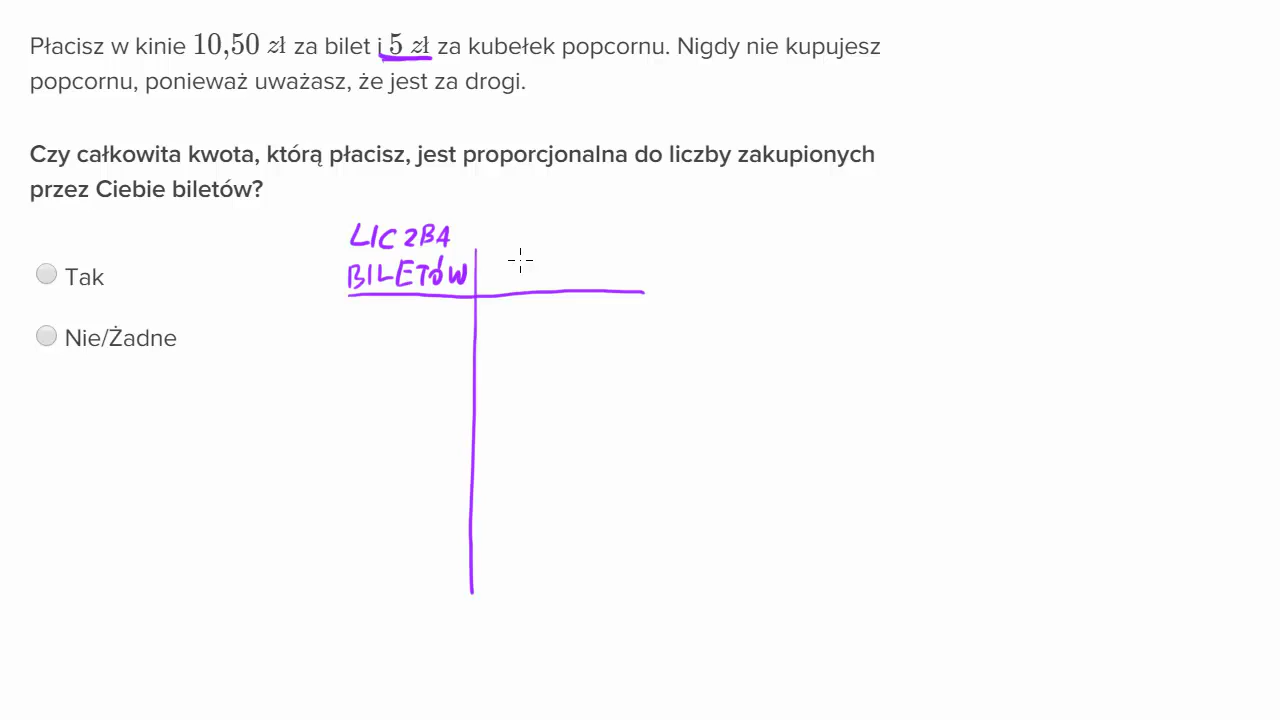 Płacisz w kinie 10,50 zł za bilet i 5 zł za kubełek popcornu. Nigdy nie kupujesz
popcornu, ponieważ uważasz, że jest za drogi.
Czy całkowita kwota, którą płacisz, jest proporcjonalna do liczby zakupionych
przez Ciebie biletów?
LICZBA
BILETÓW
Tak
Nie/Żadne